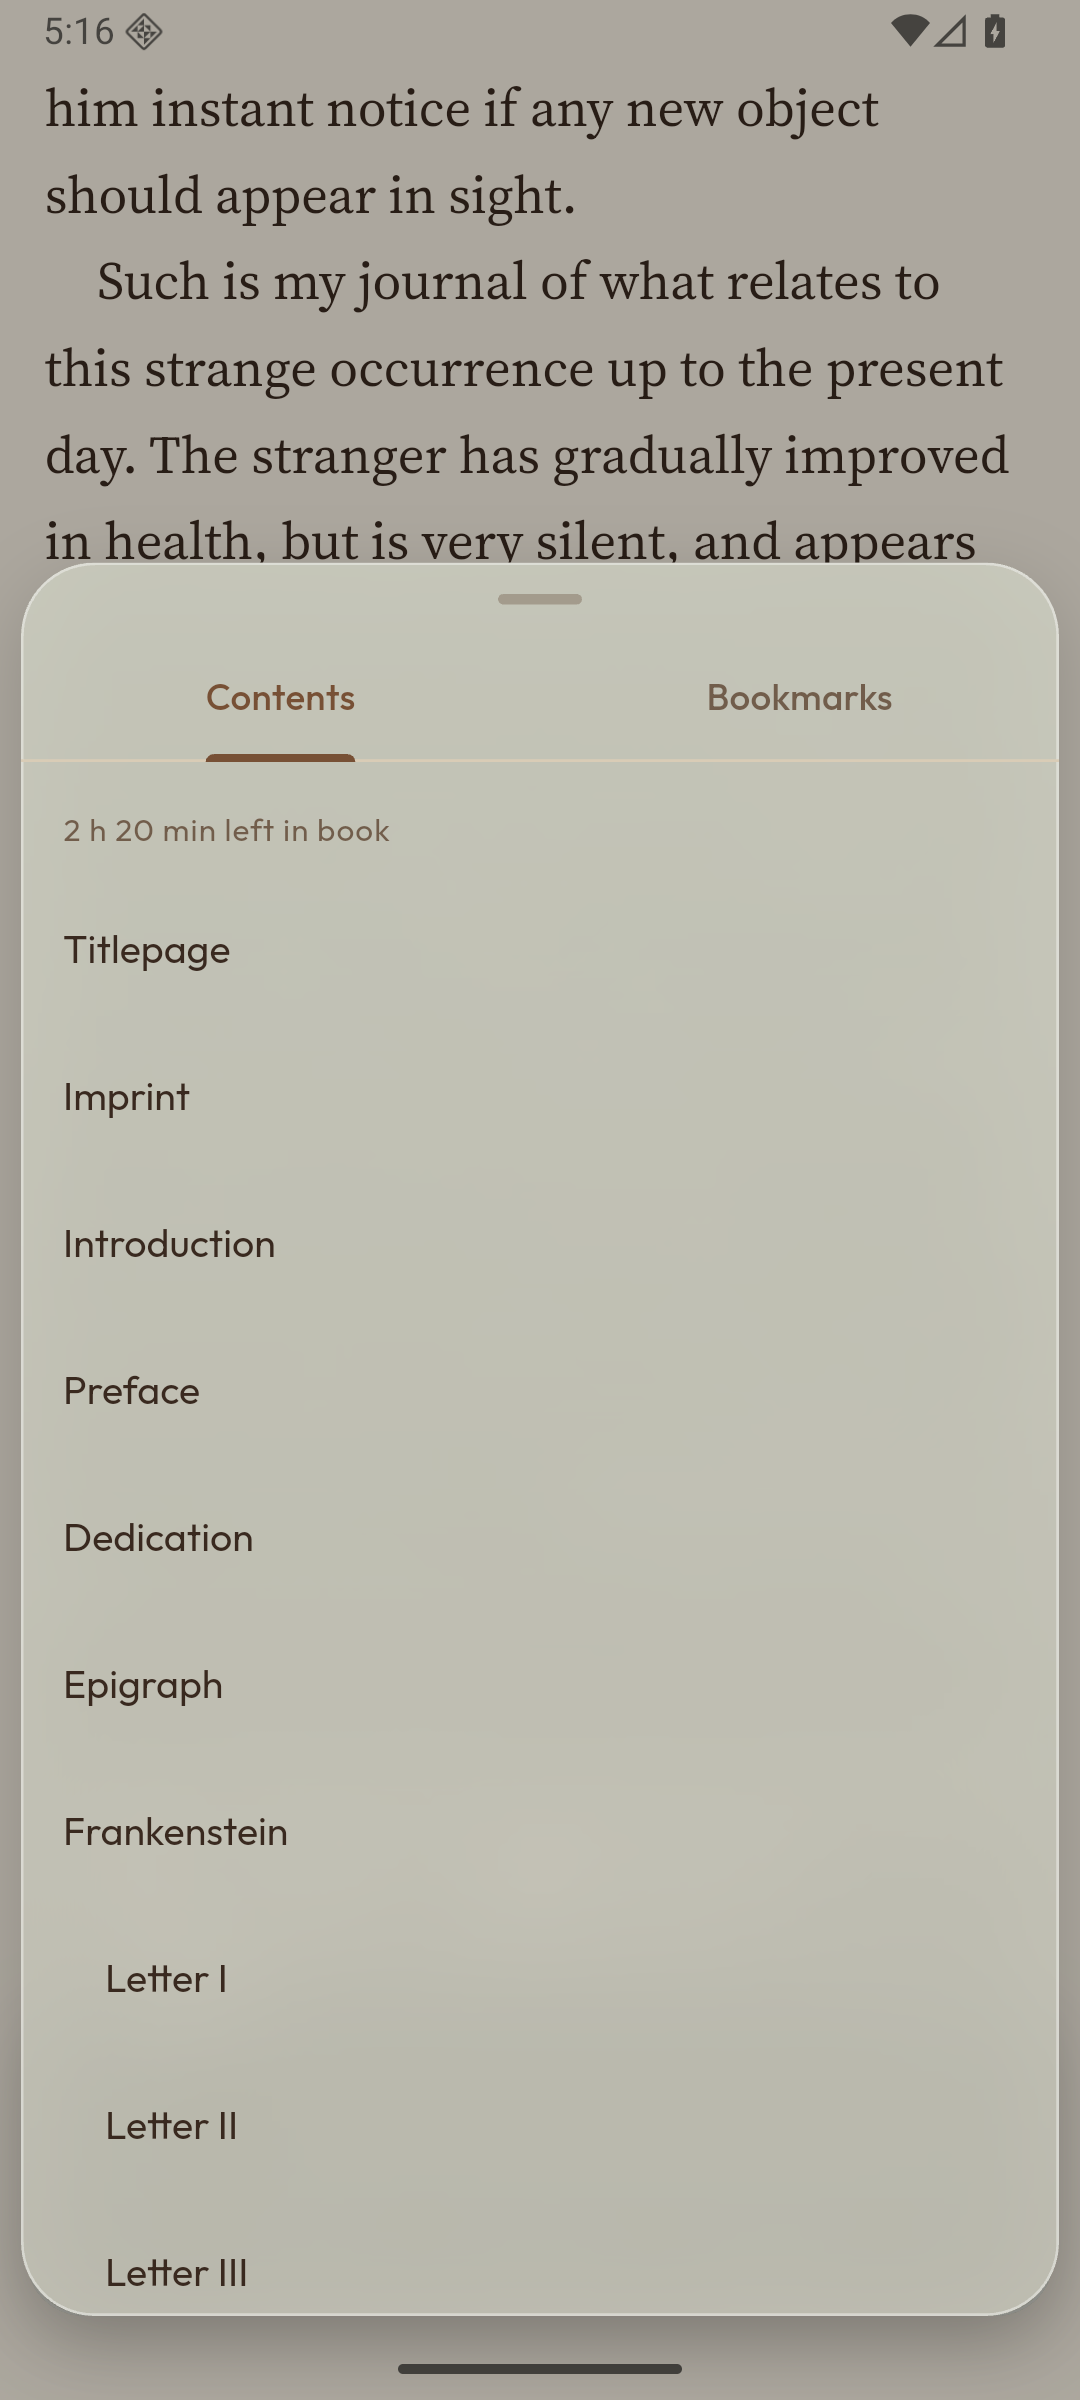 5:16
him instant notice if any new object
should appear in sight.
Such is my journal of what relates to
this strange occurrence up to the present
day. The stranger has gradually improved
in health, but is very silent, and appears
Contents
Bookmarks
2 h 20 min left in book
Titlepage
Imprint
Introduction
Preface
Dedication
Epigraph
Frankenstein
Letter I
Letter II
Letter III